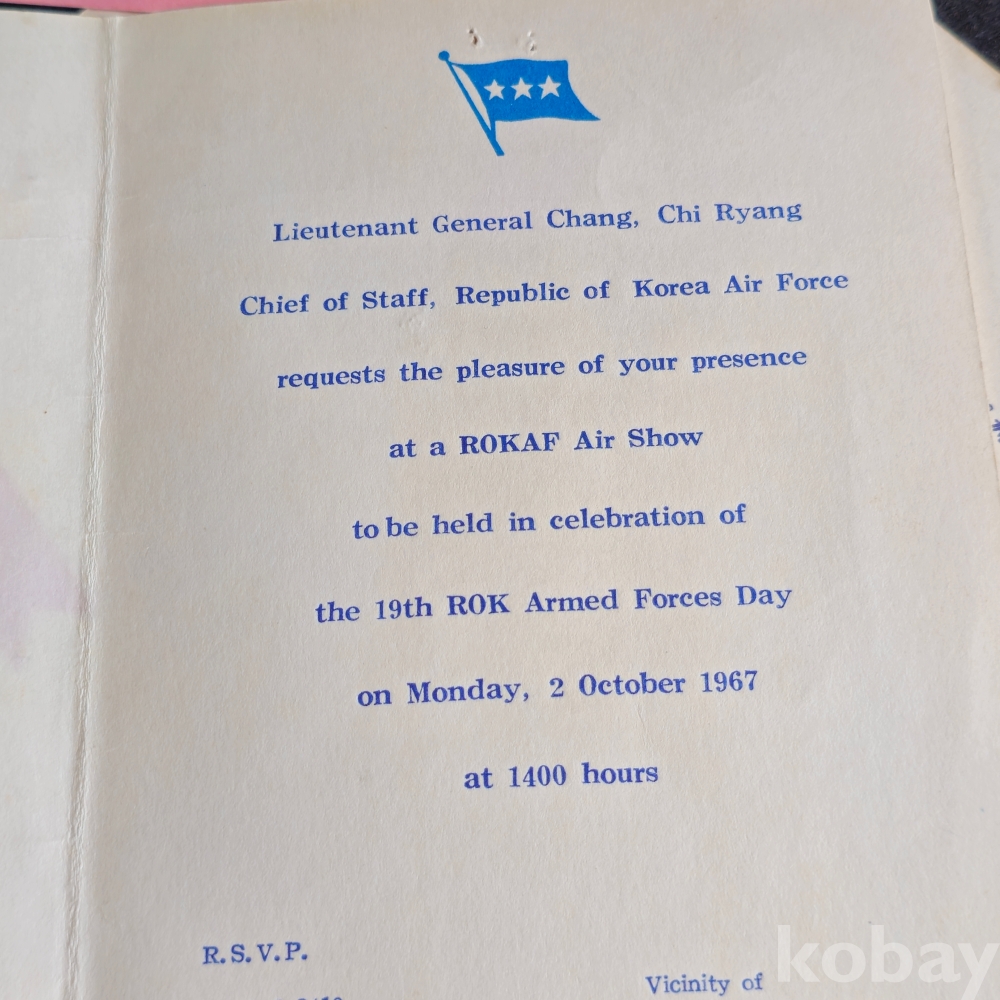 Lieutenant General Chang, Chi Ryang
Chief of Staff, Republic of Korea Air Force
requests the pleasure of your presence
at a ROKAF Air Show
to be held in celebration of
the 19th ROK Armed Forces Day
on Monday, 2 October 1967
at 1400 hours
R.S.V.P.
Vicinity of
kobay